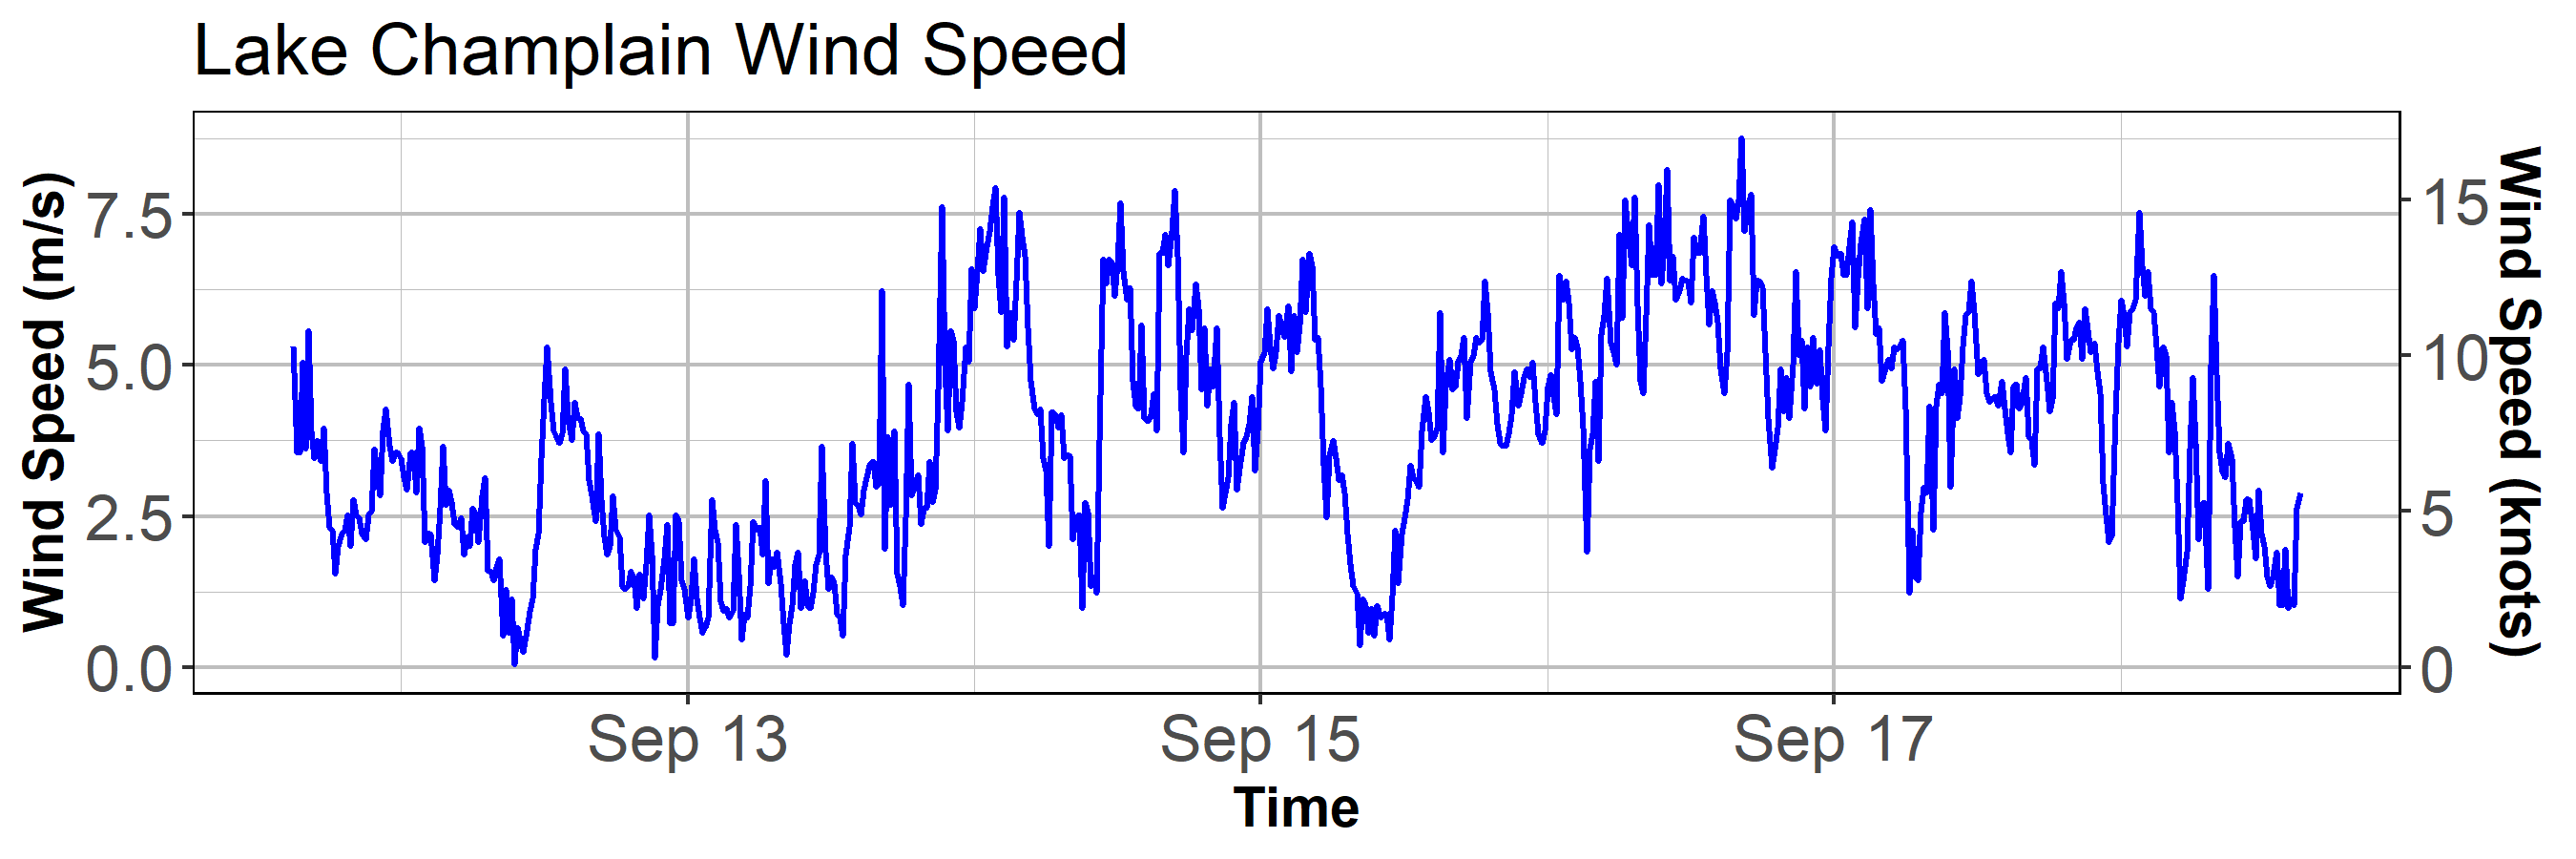 Lake Champlain Wind Speed
Wind Speed (m/s)
7.5
5.0
2.5
0.0
15
10
5
0
Wind Speed (knots)
Sep 13
Sep 15
Sep 17
Time